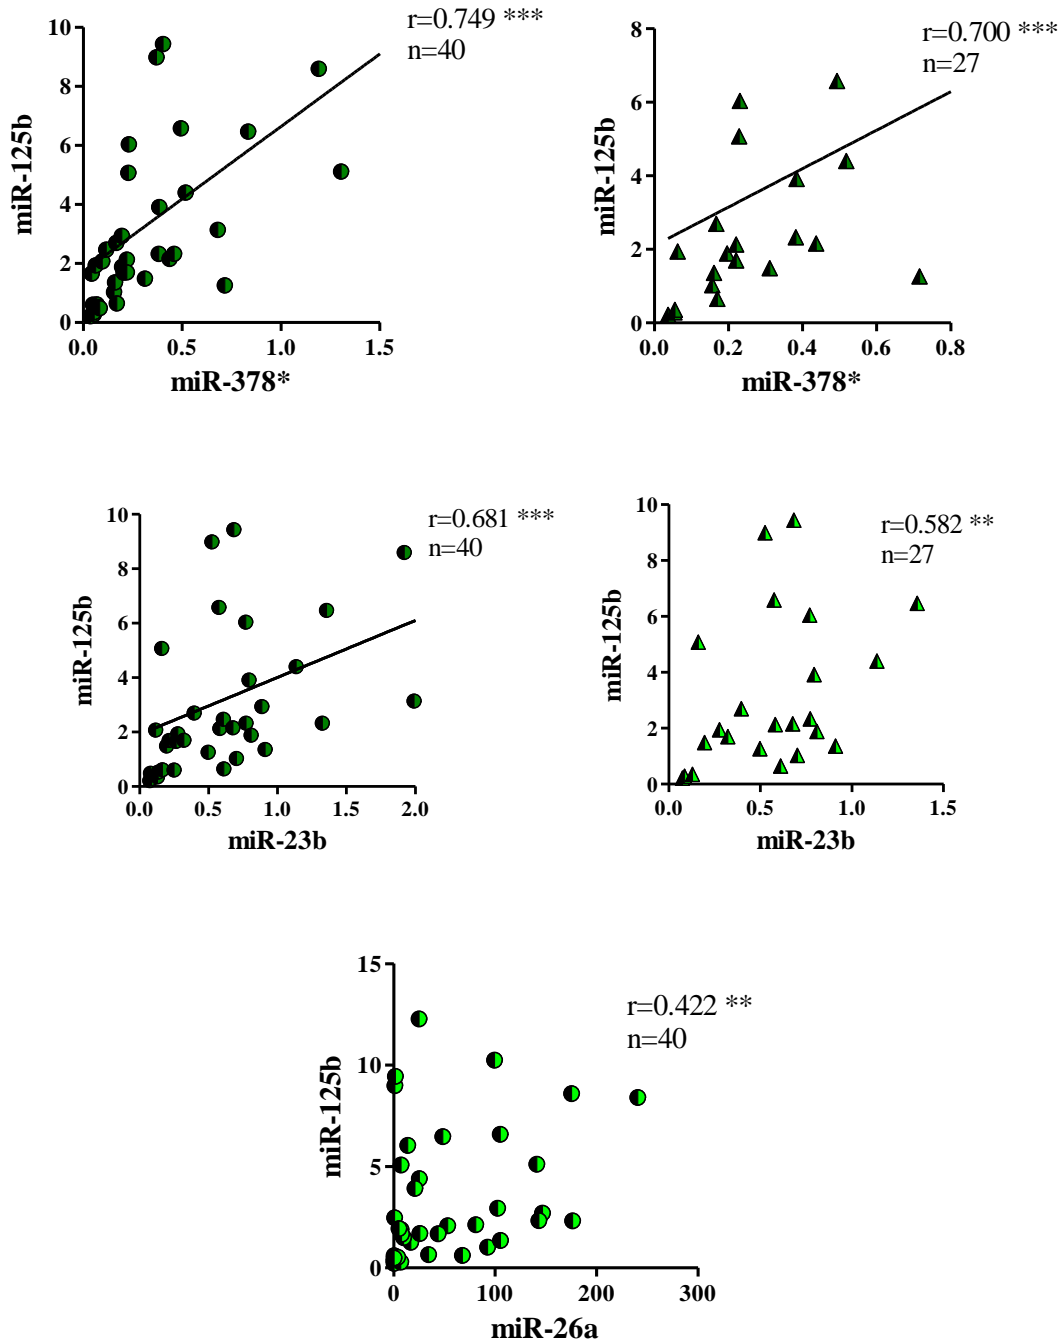 r=0.749 ***
n=40
10
8
6
4
2
0
miR-125b
0.0 0.5 1.0 1.5
miR-378*
r=0.700 ***
n=27
8
6
4
2
0
miR-125b
0.0 0.2 0.4 0.6 0.8
miR-378*
r=0.681 ***
n=40
10
8
6
4
2
0
miR-125b
0.0 0.5 1.0 1.5 2.0
miR-23b
r=0.582 **
n=27
10
8
6
4
2
0
miR-125b
0.0 0.5 1.0 1.5
miR-23b
r=0.422 **
n=40
15
10
5
0
miR-125b
0 100 200 300
miR-26a